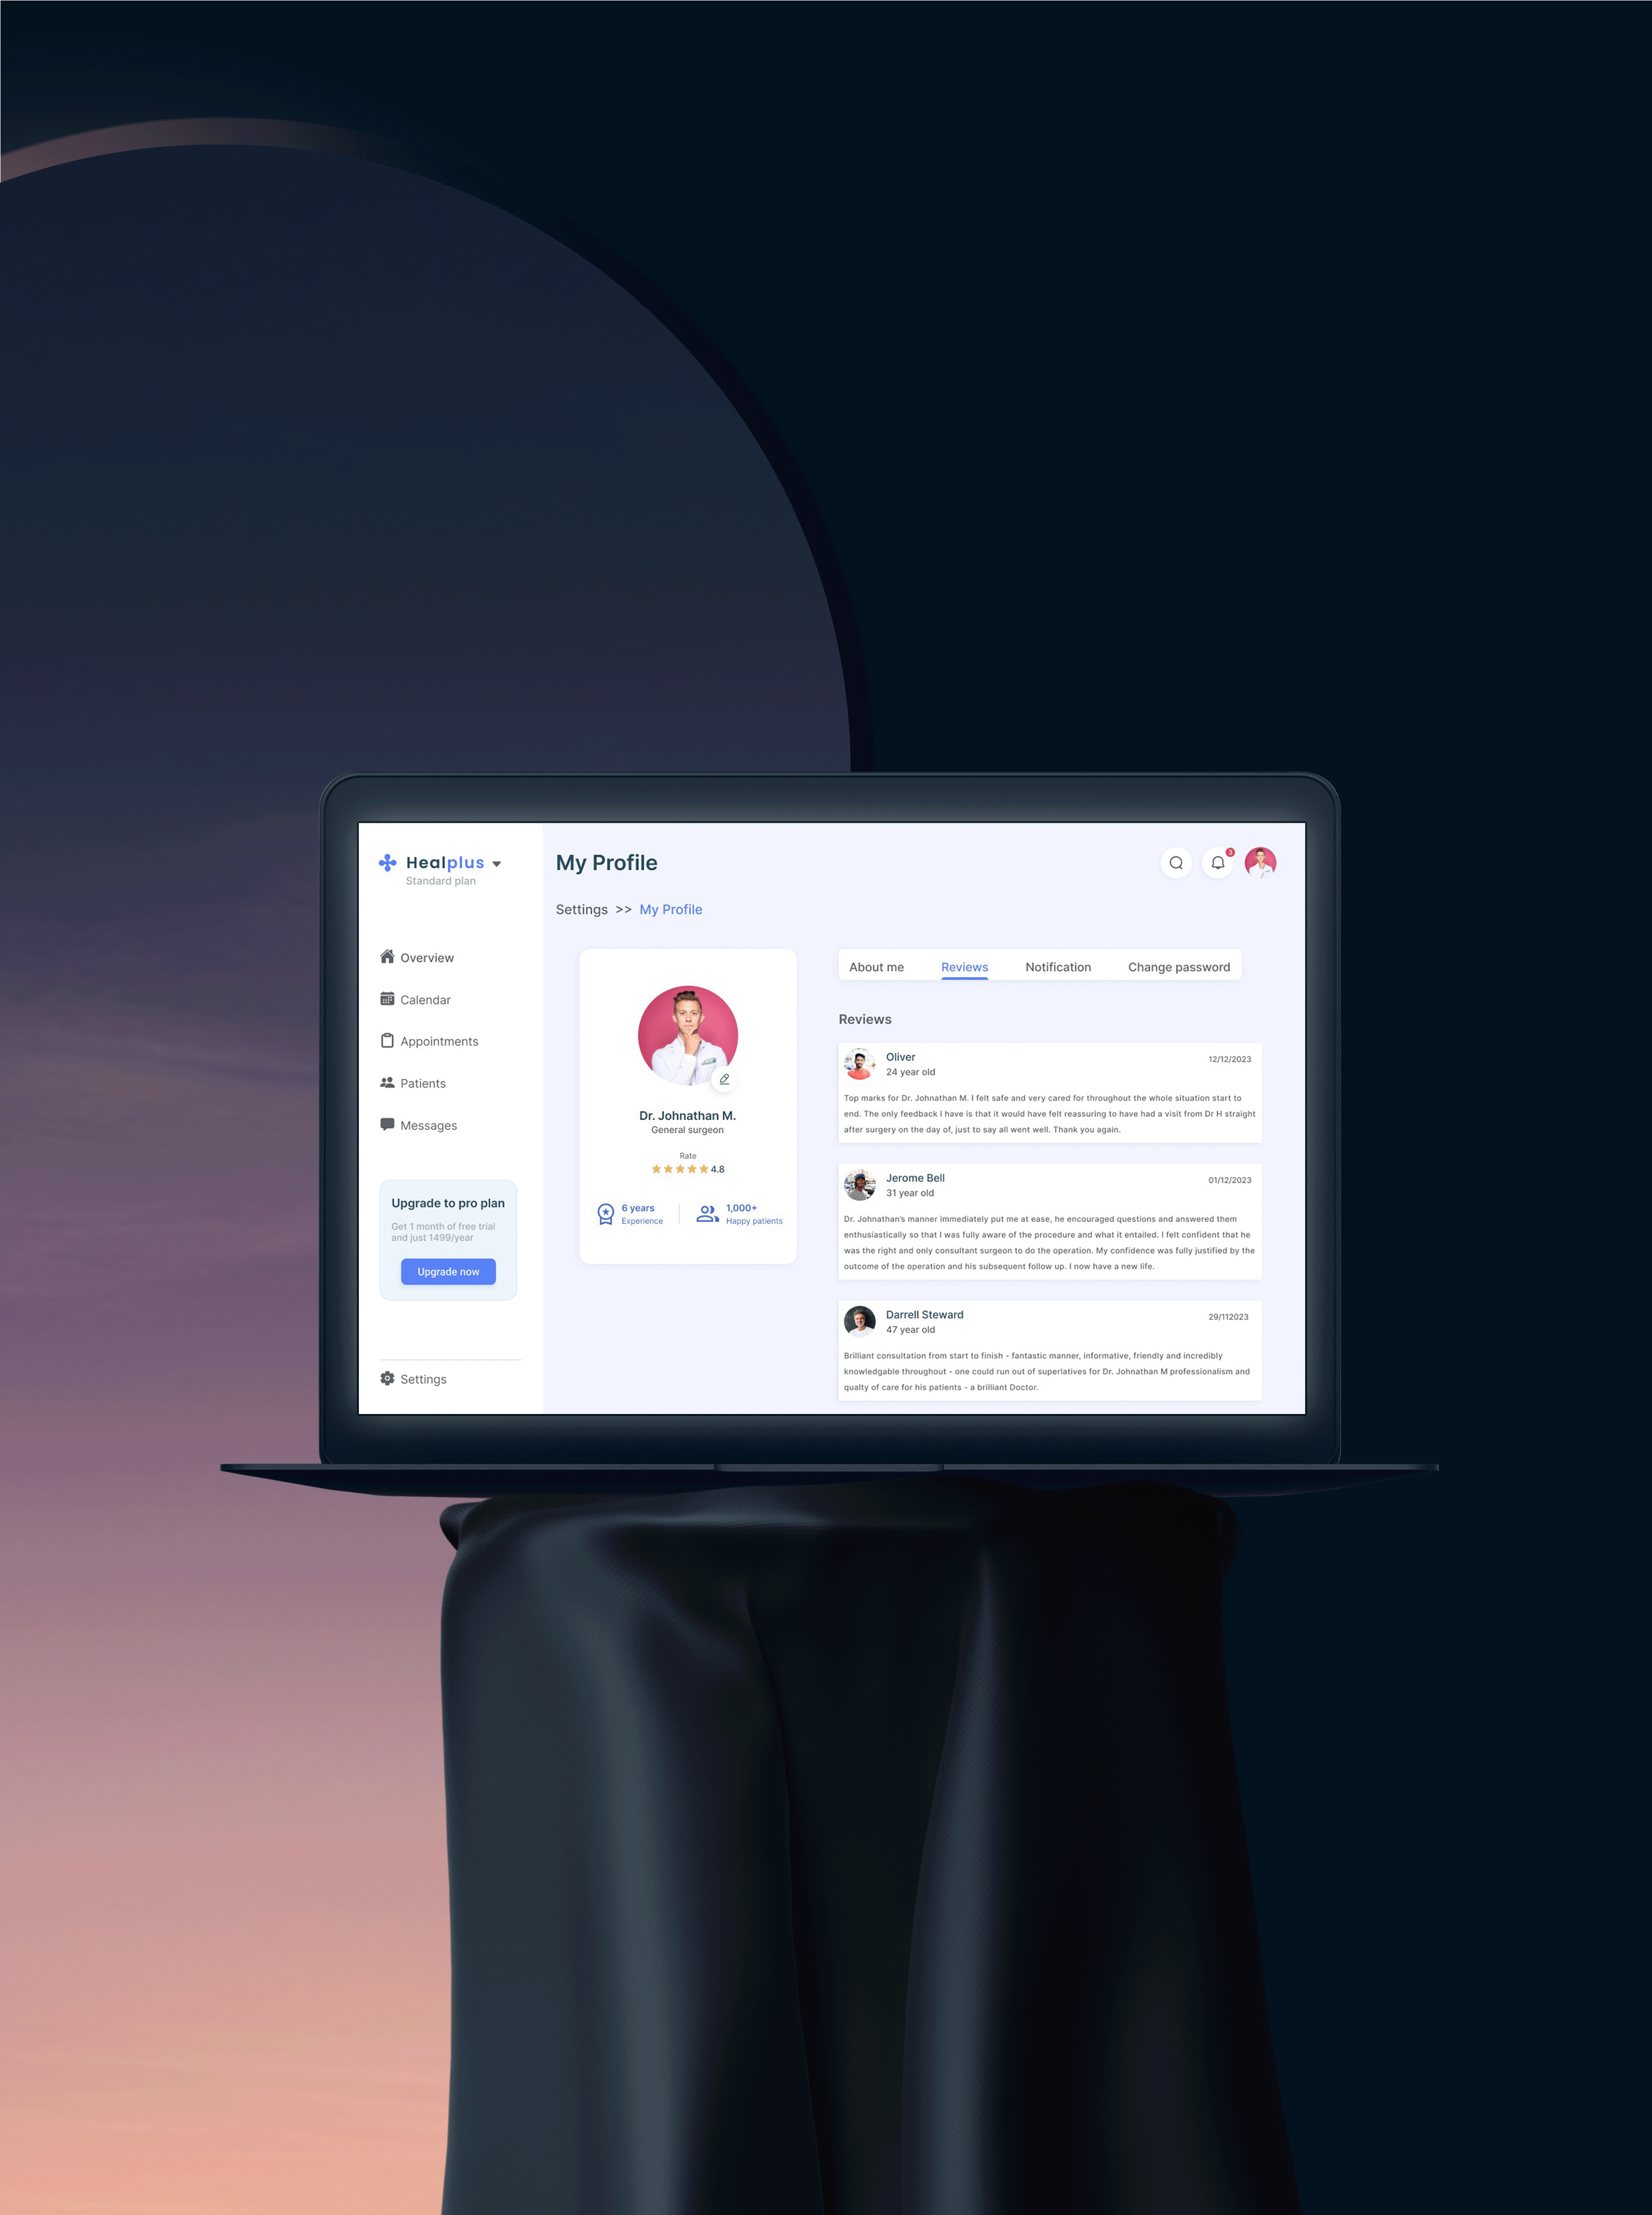 Healplus
Standard plan
Overview
Calendar
Appointments
Patients
Messages
Upgrade to pro plan
Get 1 month of free trial
and just 1499/year
Upgrade now
Settings
My Profile
3
Settings >> My Profile
Dr. Johnathan M.
General surgeon
Rate
4.8
6 years
Experience
1,000+
Happy patients
About me Reviews Notification Change password
Reviews
Oliver
24 year old
12/12/2023
Top marks for Dr. Johnathan M. I felt safe and very cared for throughout the whole situation start to
end. The only feedback I have is that it would have felt reassuring to have had a visit from Dr H straight
after surgery on the day of, just to say all went well. Thank you again.
Jerome Bell
31 year old
01/12/2023
Dr. Johnathan's manner immediately put me at ease, he encouraged questions and answered them
enthusiastically so that I was fully aware of the procedure and what it entailed. I felt confident that he
was the right and only consultant surgeon to do the operation. My confidence was fully justified by the
outcome of the operation and his subsequent follow up. I now have a new life.
Darrell Steward
47 year old
29/112023
Brilliant consultation from start to finish - fantastic manner, informative, friendly and incredibly
knowledgable throughout - one could run out of superlatives for Dr. Johnathan M professionalism and
qualty of care for his patients - a brilliant Doctor.